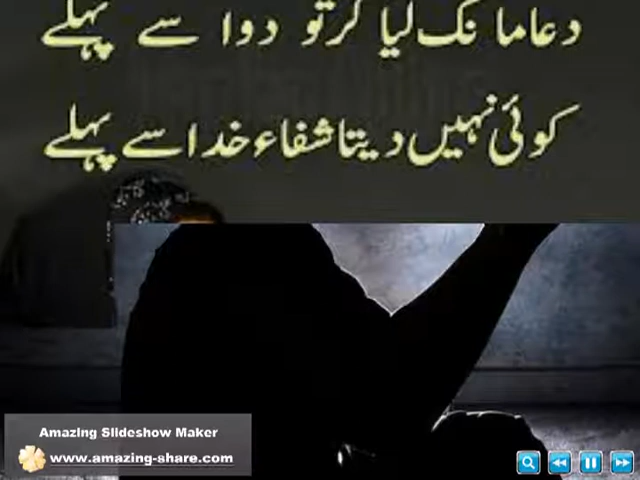 دعا مانگ لیا کر تو دوا سے پہلے
کوئی نہیں دیتا شفاء خدا سے پہلے
Amazing Slideshow Maker
www.amazing-share.com